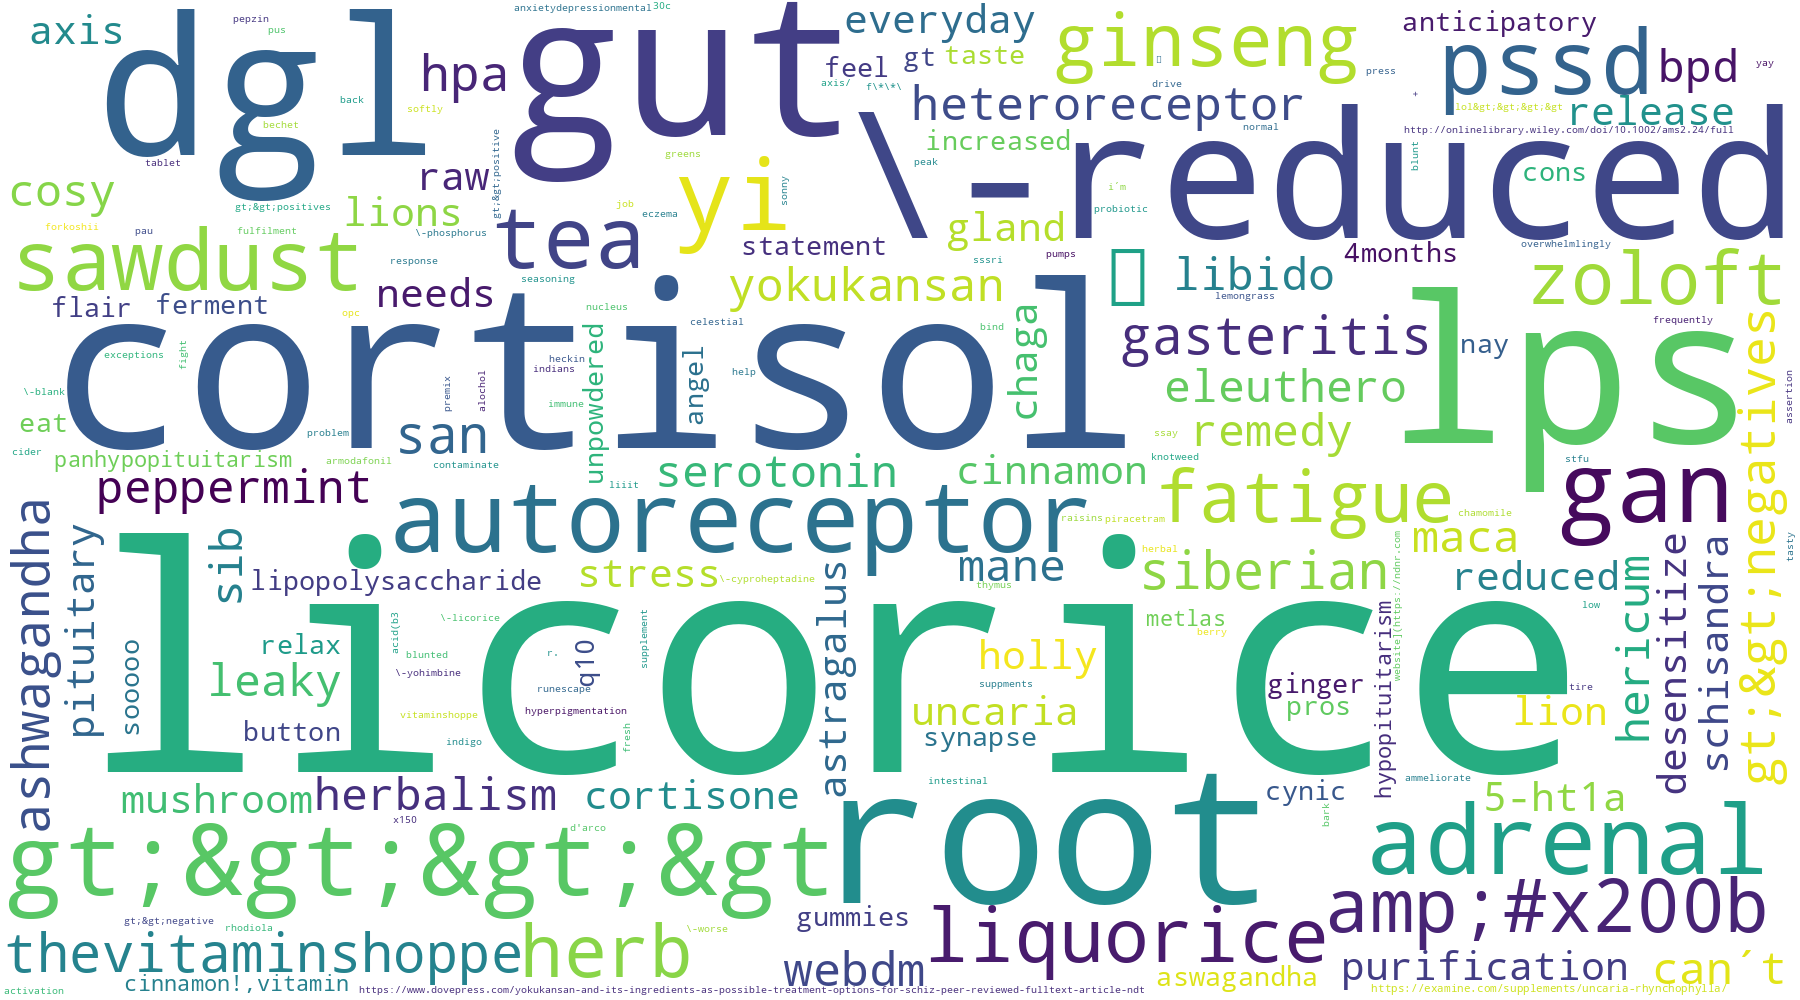 axis
pepzin
pus
dgl
hpa
gut
anxietydepressionmental
30c
everyday
feel
gt
taste
ginseng
anticipatory
pssd
bpd
yay
axis/
f\*\*\
drive
press
+
lol&gt;&gt;&gt;&gt
release
back
softly
bechet
heteroreceptor
normal
http://onlinelibrary.wiley.com/doi/10.1002/ams2.24/full
tablet
raw
gt;&gt;positive
greens
increased
\-reduced
peak
blunt
cons
cosy
gt;&gt;positives
lions
tea
job
eczema
yi
sonny
i´m
probiotic
gland
forkoshii
pau
fulfilment
\-phosphorus
statement
sawdust
response
seasoning
sssri
pumps
4months
overwhelmlingly
libido
zoloft
flair
ferment
needs
yokukansan
lemongrass
opc
nucleus
celestial
bind
chaga
frequently
exceptions
fight
cortisol
heckin
indians
unpowdered
angel
help
gasteritis
nay
lps
gt;&gt;negatives
assertion
\-blank
premix
alochol
immune
eleuthero
eat
problem
san
remedy
ssay
cider
panhypopituitarism
armodafonil
contaminate
serotonin
cinnamon
knotweed
stfu
peppermint
liiit
fatigue
gan
ashwagandha
pituitary
sib
autoreceptor
raisins
piracetram
chamomile
maca
tasty
lipopolysaccharide
stress
\-cyproheptadine
mane
herbal
siberian
website](https://ndnr.com
reduced
thymus
low
licorice
acid(b3
\-licorice
supplement
astragalus
metlas
hypopituitarism
hericum
desensitize
schisandra
sooooo
relax
blunted
r.
q10
holly
berry
leaky
\-yohimbine
runescape
suppments
ginger
tire
button
vitaminshoppe
hyperpigmentation
uncaria
pros
lion
indigo
fresh
synapse
mushroom
herbalism
cortisone
intestinal
cynic
ammeliorate
5-ht1a
x150
d'arco
root
bark
gt;&gt;&gt;&gt
adrenal
gt;&gt;negative
rhodiola
\-worse
gummies
liquorice
amp;#x200b
thevitaminshoppe
herb
webdm
purification
can´t
activation
cinnamon!,vitamin
https://www.dovepress.com/yokukansan-and-its-ingredients-as-possible-treatment-options-for-schiz-peer-reviewed-fulltext-article-ndt
aswagandha
https://examine.com/supplements/uncaria-rhynchophylla/